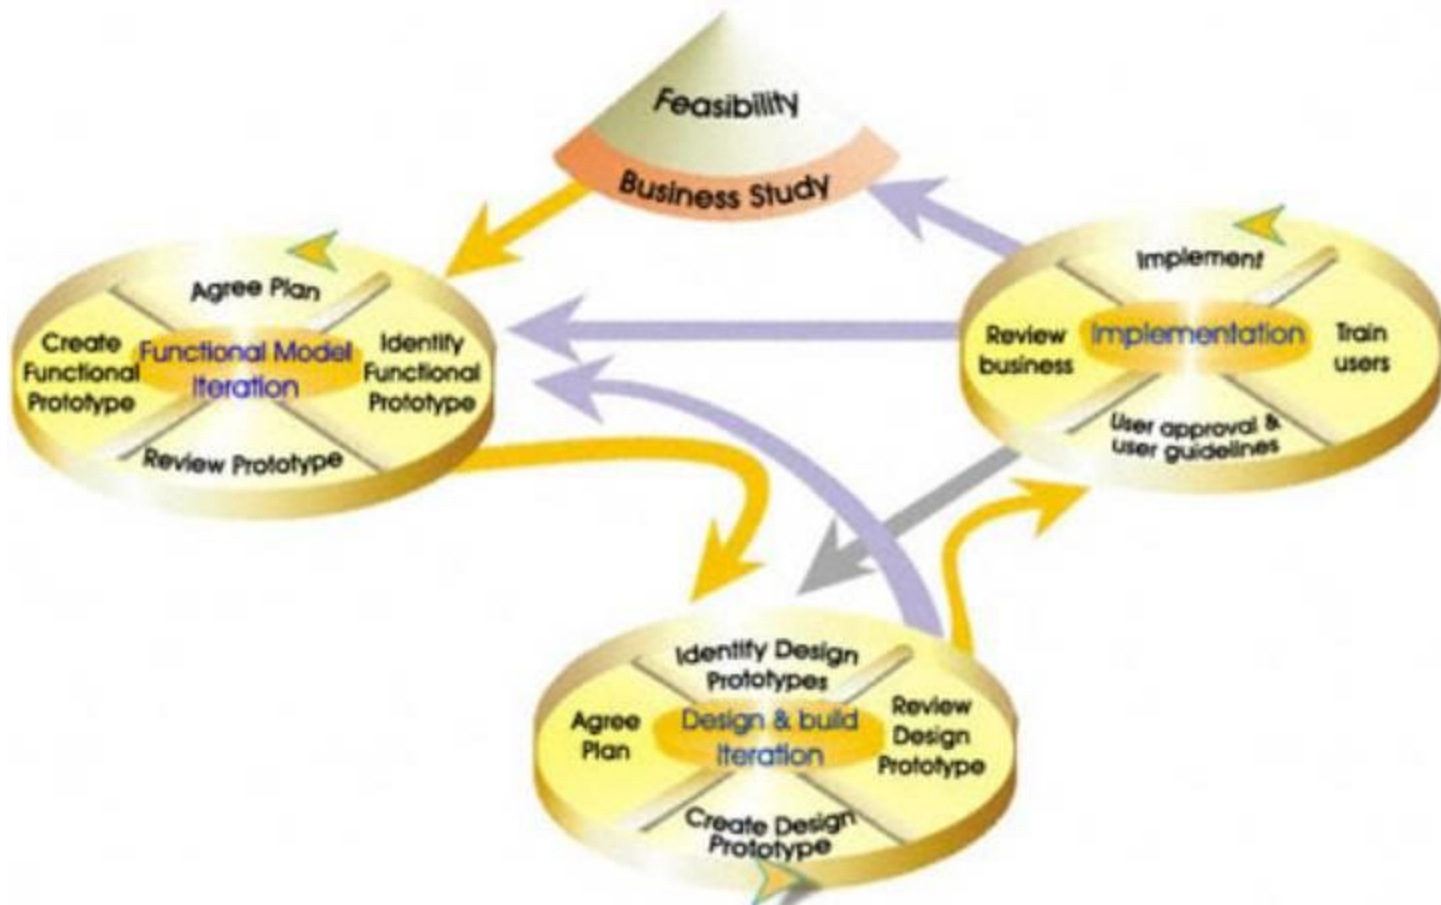 Feasibility
Business Study
Agree Plan
Create
Functional
Prototype
Functional Model
Iteration
Identify
Functional
Prototype
Review Prototype
Implement
Review
business
Implementation
Train
users
User approval &
user guidelines
Identify Design
Prototypes
Agree
Plan
Design & build
Iteration
Review
Design
Prototype
Create Design
Prototype